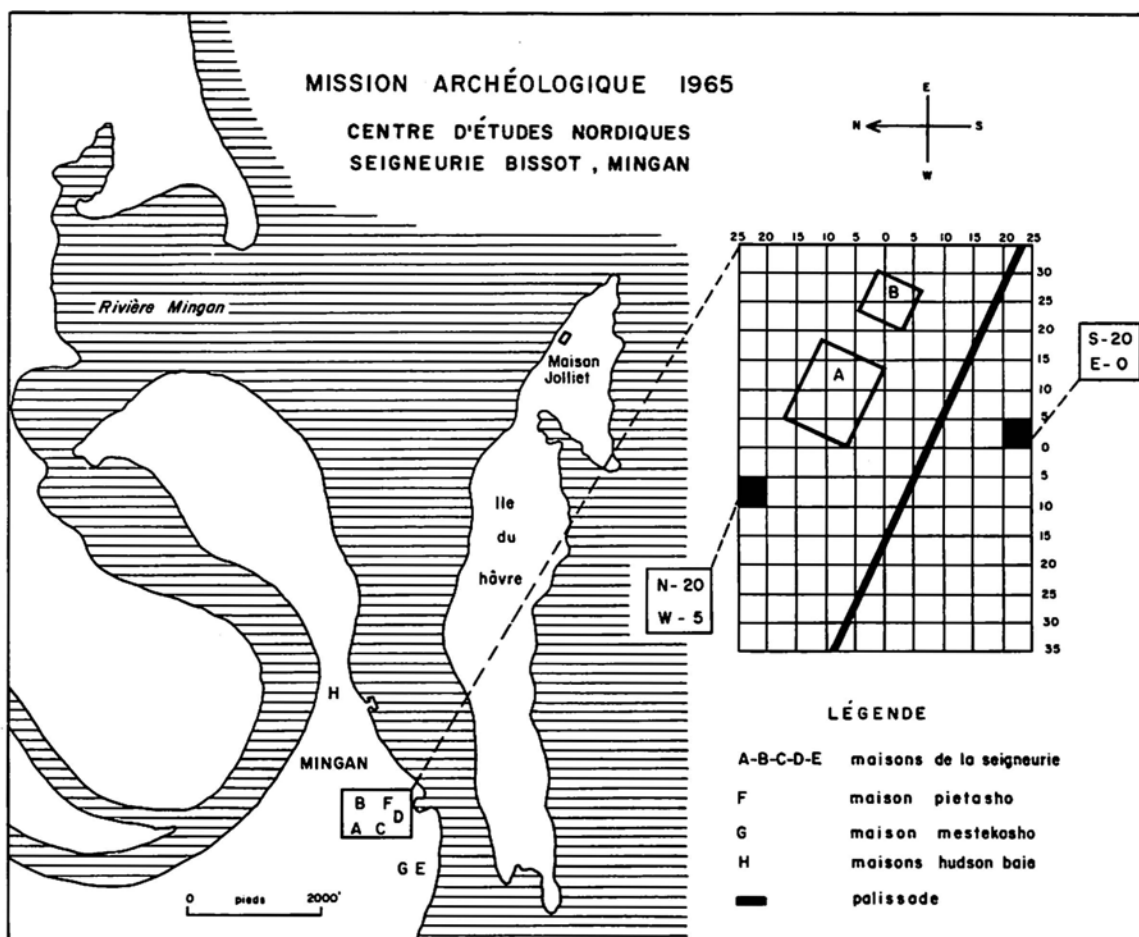 MISSION ARCHÉOLOGIQUE 1965
CENTRE D'ÉTUDES NORDIQUES
SEIGNEURIE BISSOT, MINGAN
E
N S
W
Rivière Mingan
Maison
Jolliet
Ile
du
hôvre
H
MINGAN
B F
D
A C
G E
0 pieds 2000'
25 20 10 5 0 5 15 20 25
30
25
20
15
10
5
0
5
10
15
20
25
30
35
B
A
S-20
E-0
N-20
W-5
LÉGENDE
A-B-C-D-E maisons de la seigneurie
F maison pietasho
G maison mestekosho
H maisons hudson baie
palissade